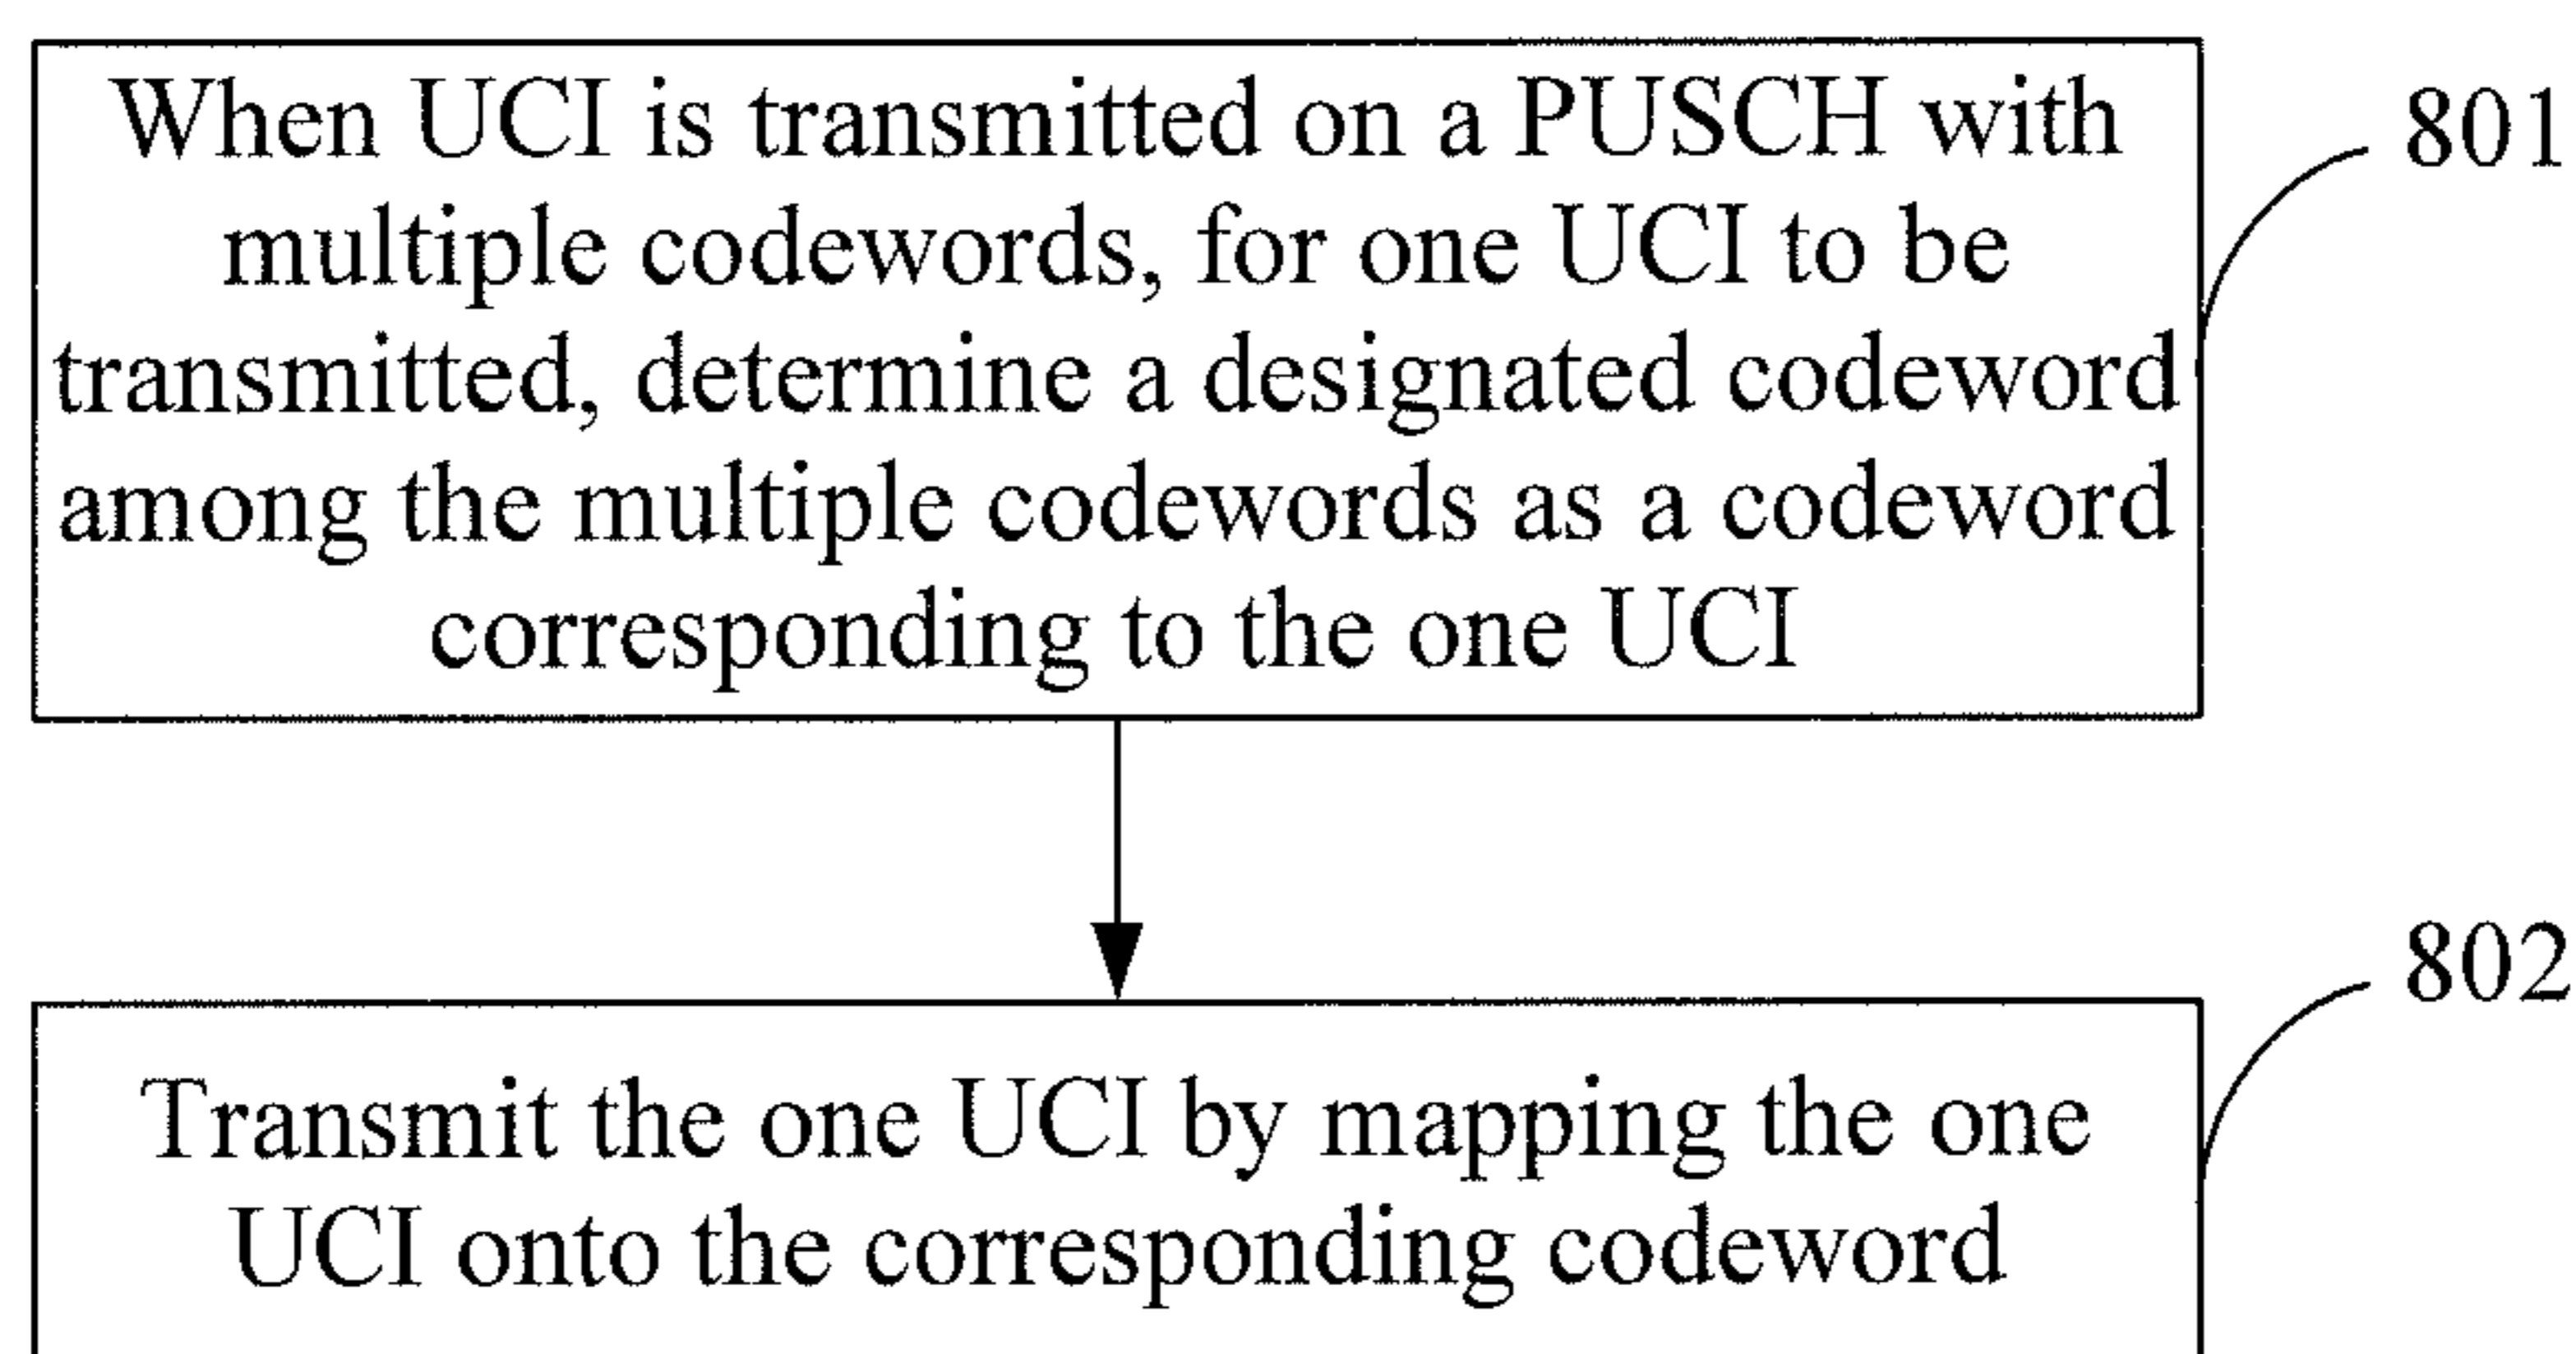 When UCI is transmitted on a PUSCH with
multiple codewords, for one UCI to be
transmitted, determine a designated codeword
among the multiple codewords as a codeword
corresponding to the one UCI
801
802
Transmit the one UCI by mapping the one
UCI onto the corresponding codeword